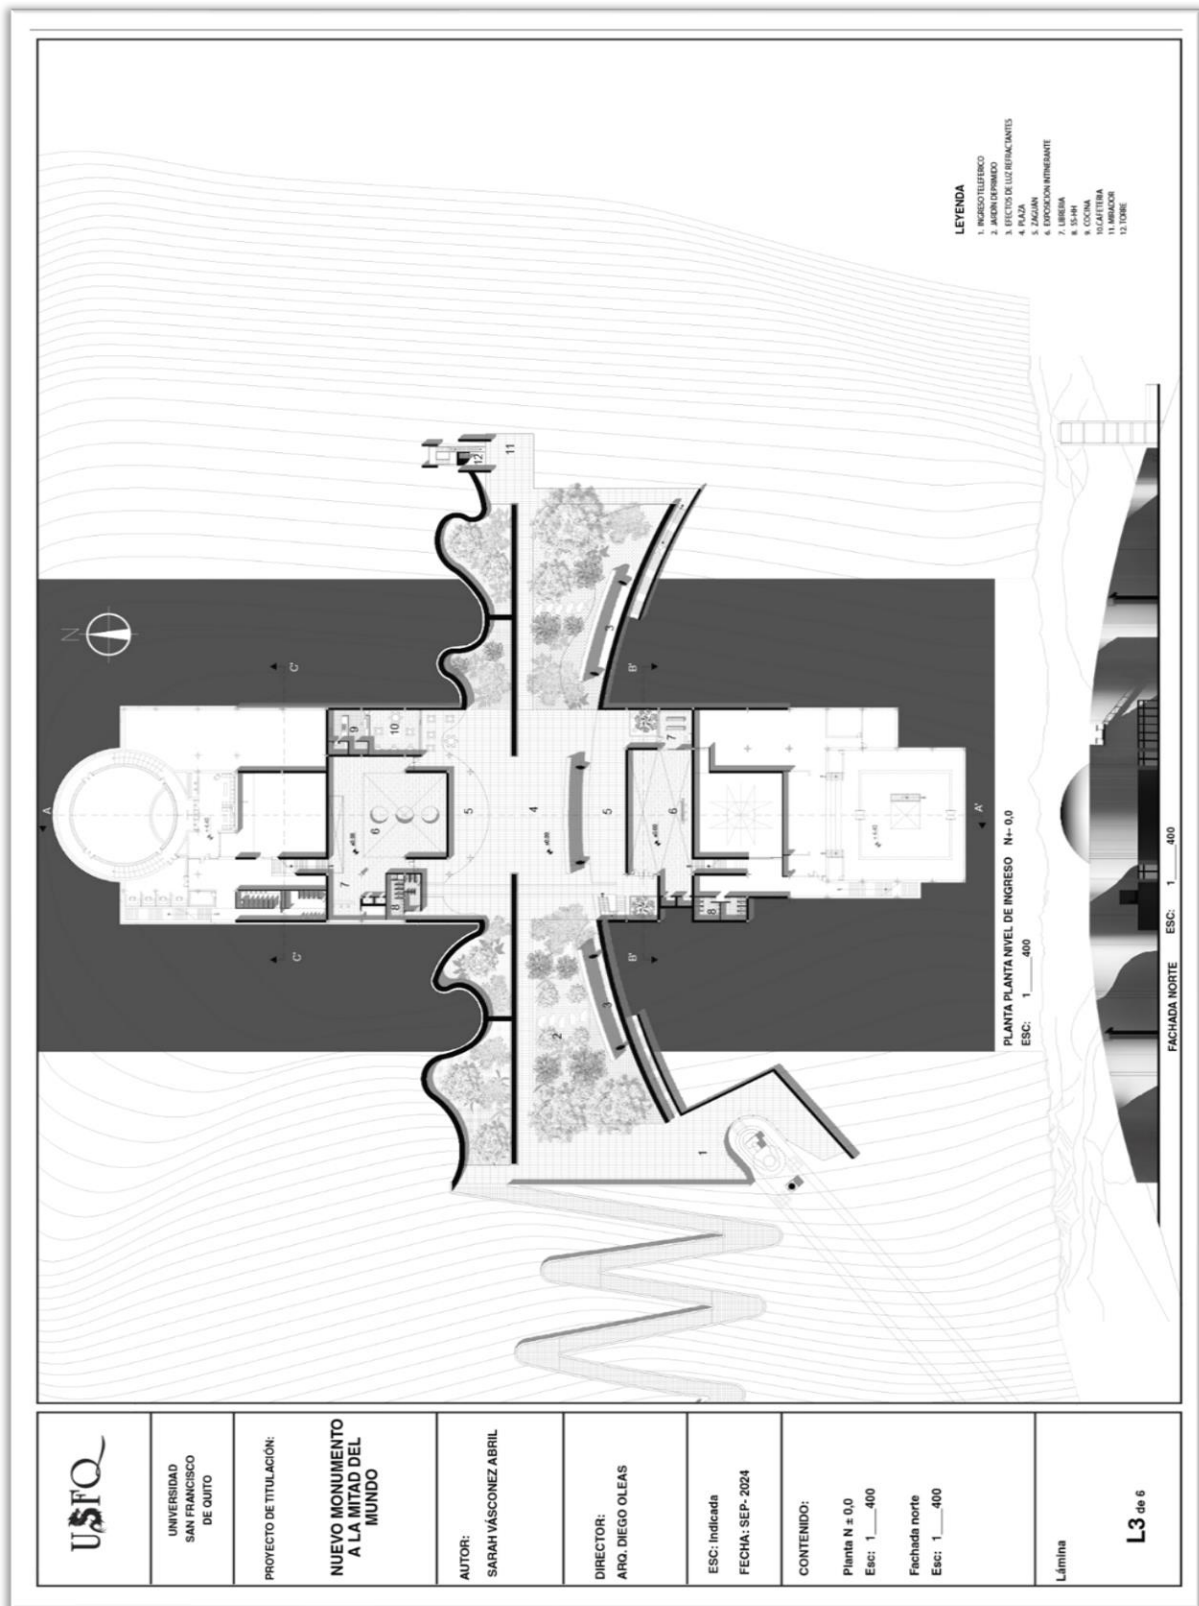 LEYENDA
1. INGRESO TELEFERICO
2. JARDIN DEPRIMIDO
3. EFECTOS DE LUZ REFRACTANTES
4. PLAZA
5. ZAGUAN
6. EXPOSICION INTINERANTE
7. LIBRERIA
8. SS-HH
9. COCINA
10.CAFETERIA
11. MIRADOR
12.TORRE
N
A
C'
C'
B'
B'
A'
1
2
3
3
4
5
5
6
6
7
7
8
8
9
10
11
12
PLANTA PLANTA NIVEL DE INGRESO N+- 0,0
ESC: 1____400
FACHADA NORTE ESC: 1____400
USFQ
UNIVERSIDAD
SAN FRANCISCO
DE QUITO
PROYECTO DE TITULACIÓN:
NUEVO MONUMENTO
A LA MITAD DEL
MUNDO
AUTOR:
SARAH VÁSCONEZ ABRIL
DIRECTOR:
ARQ. DIEGO OLEAS
ESC: Indicada
FECHA: SEP- 2024
CONTENIDO:
Planta N ± 0,0
Esc: 1____400
Fachada norte
Esc: 1____400
Lámina
L3 de 6